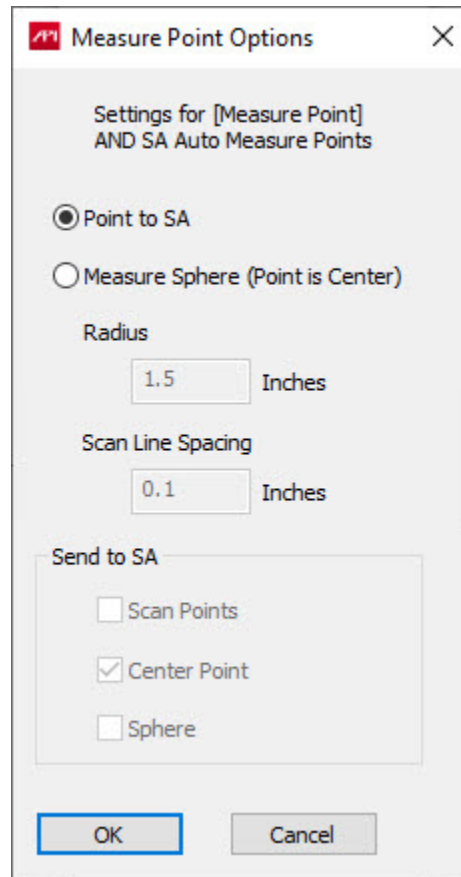 API Measure Point Options
Settings for [Measure Point]
AND SA Auto Measure Points
Point to SA
Measure Sphere (Point is Center)
Radius
1.5 Inches
Scan Line Spacing
0.1 Inches
Send to SA
Scan Points
Center Point
Sphere
OK Cancel